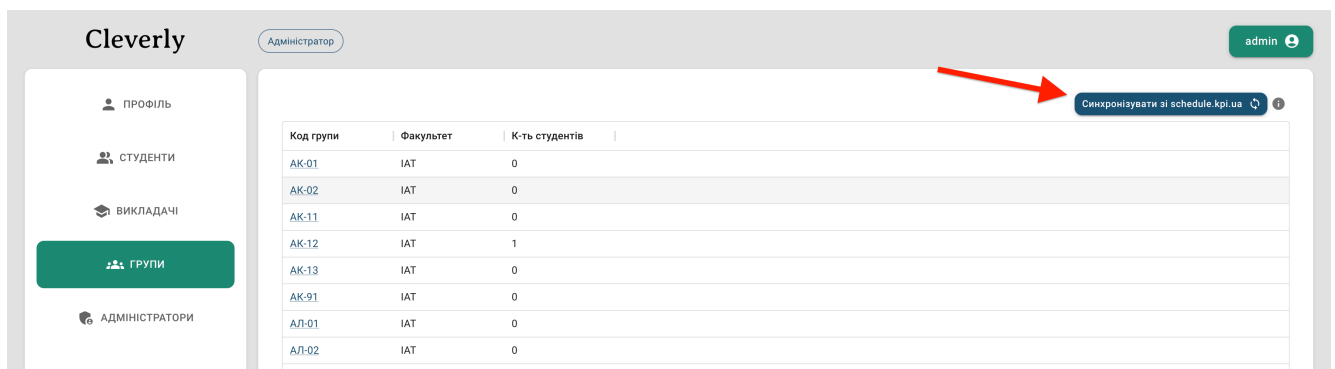 Cleverly
Адміністратор
admin
ПРОФІЛЬ
СТУДЕНТИ
ВИКЛАДАЧІ
ГРУПИ
АДМІНІСТРАТОРИ
Синхронізувати зі schedule.kpi.ua
Код групи Факультет К-ть студентів
АК-01 ІАТ 0
АК-02 ІАТ 0
АК-11 ІАТ 0
АК-12 ІАТ 1
АК-13 ІАТ 0
АК-91 ІАТ 0
АЛ-01 ІАТ 0
АЛ-02 ІАТ 0